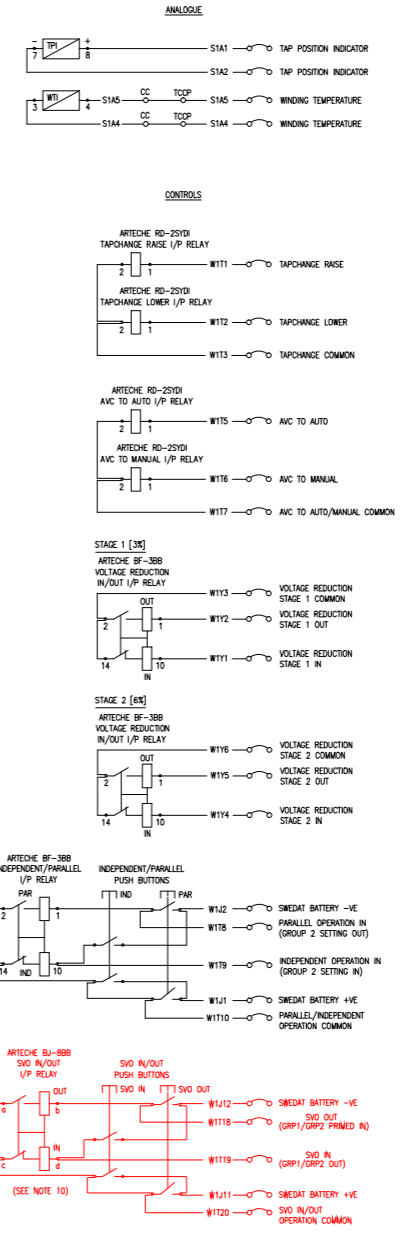 ANALOGUE
- TPI + S1A1 TAP POSITION INDICATOR
7 8
S1A2 TAP POSITION INDICATOR
WTI S1A5 CC TCCP S1A5 WINDING TEMPERATURE
3 4
S1A4 CC TCCP S1A4 WINDING TEMPERATURE
CONTROLS
ARTECHE RD-2SYDI
TAPCHANGE RAISE I/P RELAY
2 1 W1T1 TAPCHANGE RAISE
ARTECHE RD-2SYDI
TAPCHANGE LOWER I/P RELAY
2 1 W1T2 TAPCHANGE LOWER
W1T3 TAPCHANGE COMMON
ARTECHE RD-2SYDI
AVC TO AUTO I/P RELAY
2 1 W1T5 AVC TO AUTO
ARTECHE RD-2SYDI
AVC TO MANUAL I/P RELAY
2 1 W1T6 AVC TO MANUAL
W1T7 AVC TO AUTO/MANUAL COMMON
STAGE 1 [3%]
ARTECHE BF-3BB
VOLTAGE REDUCTION
IN/OUT I/P RELAY
W1Y3 VOLTAGE REDUCTION
STAGE 1 COMMON
OUT
2 1 W1Y2 VOLTAGE REDUCTION
STAGE 1 OUT
14 10 W1Y1 VOLTAGE REDUCTION
STAGE 1 IN
IN
STAGE 2 [6%]
ARTECHE BF-3BB
VOLTAGE REDUCTION
IN/OUT I/P RELAY
W1Y6 VOLTAGE REDUCTION
STAGE 2 COMMON
OUT
2 1 W1Y5 VOLTAGE REDUCTION
STAGE 2 OUT
14 10 W1Y4 VOLTAGE REDUCTION
STAGE 2 IN
IN
ARTECHE BF-3BB
NDEPENDENT/PARALLEL
I/P RELAY
INDEPENDENT/PARALLEL
PUSH BUTTONS
PAR IND PAR
2 1 W1J2 SWEDAT BATTERY -VE
W1T8 PARALLEL OPERATION IN
(GROUP 2 SETTING OUT)
14 IND 10 W1T9 INDEPENDENT OPERATION IN
(GROUP 2 SETTING IN)
W1J1 SWEDAT BATTERY +VE
W1T10 PARALLEL/INDEPENDENT
OPERATION COMMON
ARTECHE BJ-8BB
SVO IN/OUT
I/P RELAY
SVO IN/OUT
PUSH BUTTONS
OUT SVO IN SVO OUT
a b W1J12 SWEDAT BATTERY -VE
W1T18 SVO OUT
(GRP1/GRP2 PRIMED IN)
IN
c d W1T19 SVO IN
(GRP1/GRP2 OUT)
(SEE NOTE 10)
W1J11 SWEDAT BATTERY +VE
W1T20 SVO IN/OUT
OPERATION COMMON